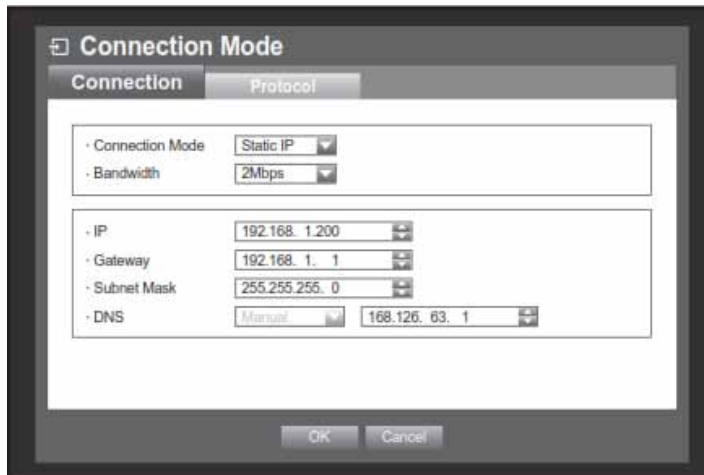 Connection Mode
Connection Protocol
· Connection Mode Static IP
· Bandwidth 2Mbps
· IP 192.168. 1.200
· Gateway 192.168. 1. 1
· Subnet Mask 255.255.255. 0
· DNS Manual 168.126. 63. 1
OK Cancel